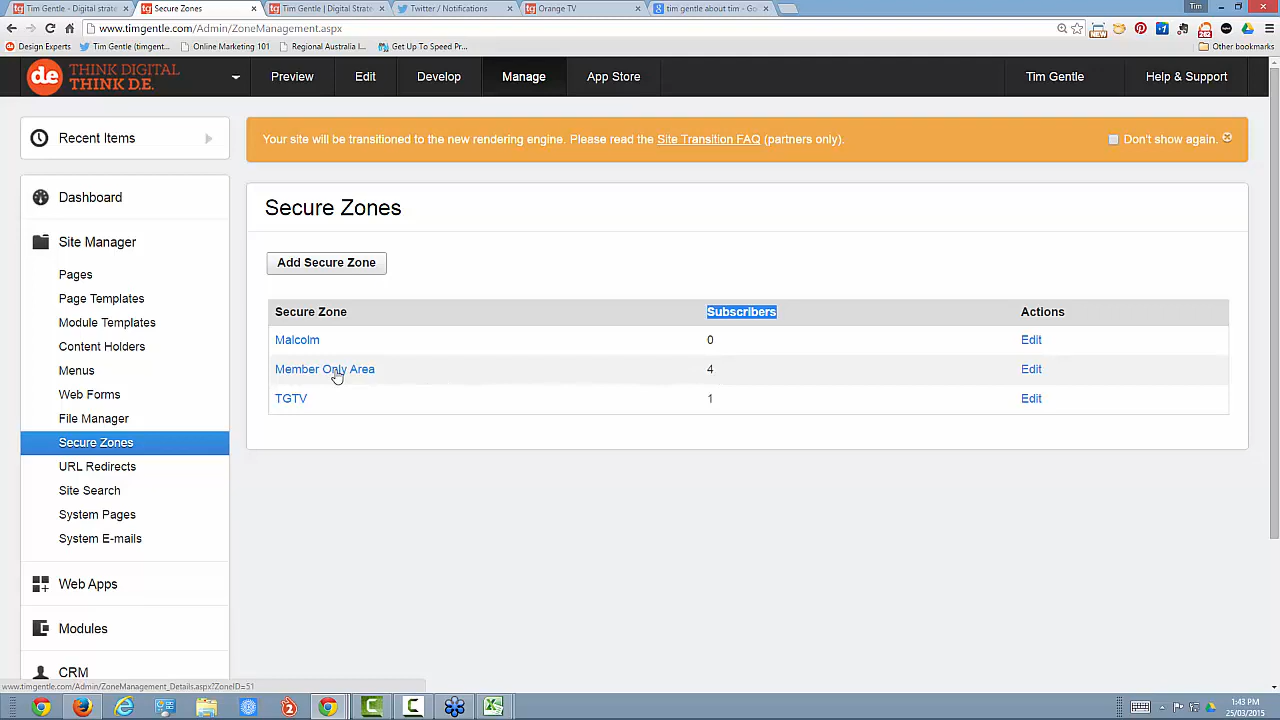 Tim Gentle - Digital strate
Secure Zones
Tim Gentle | Digital Strate
Twitter / Notifications
Orange TV
tim gentle about tim - Go
Tim
www.timgentle.com/Admin/ZoneManagement.aspx
Design Experts
Tim Gentle (timgent...
Online Marketing 101
Regional Australia I...
Get Up To Speed Pr...
Other bookmarks
de THINK DIGITAL
THINK D.E.
Preview
Edit
Develop
Manage
App Store
Tim Gentle
Help & Support
Recent Items
Your site will be transitioned to the new rendering engine. Please read the Site Transition FAQ (partners only).
Don't show again.
Dashboard
Site Manager
Pages
Page Templates
Module Templates
Content Holders
Menus
Web Forms
File Manager
Secure Zones
URL Redirects
Site Search
System Pages
System E-mails
Web Apps
Modules
CRM
Secure Zones
Add Secure Zone
Secure Zone Subscribers Actions
Malcolm 0 Edit
Member Only Area 4 Edit
TGTV 1 Edit
www.timgentle.com/Admin/ZoneManagement_Details.aspx?ZoneID=51
1:43 PM
25/03/2015